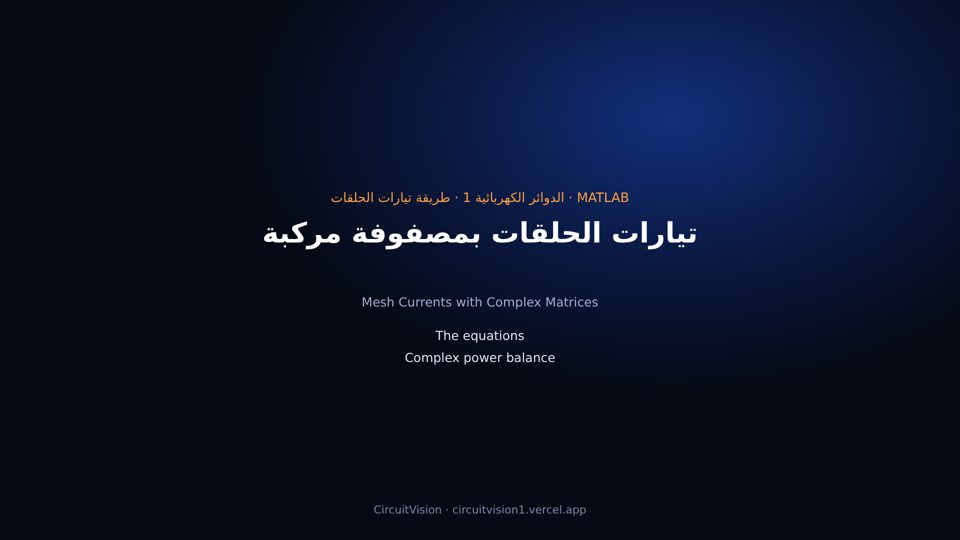 MATLAB · الدوائر الكهربائية 1 · طريقة تيارات الحلقات
تيارات الحلقات بمصفوفة مركبة
Mesh Currents with Complex Matrices
The equations
Complex power balance
CircuitVision · circuitvision1.vercel.app